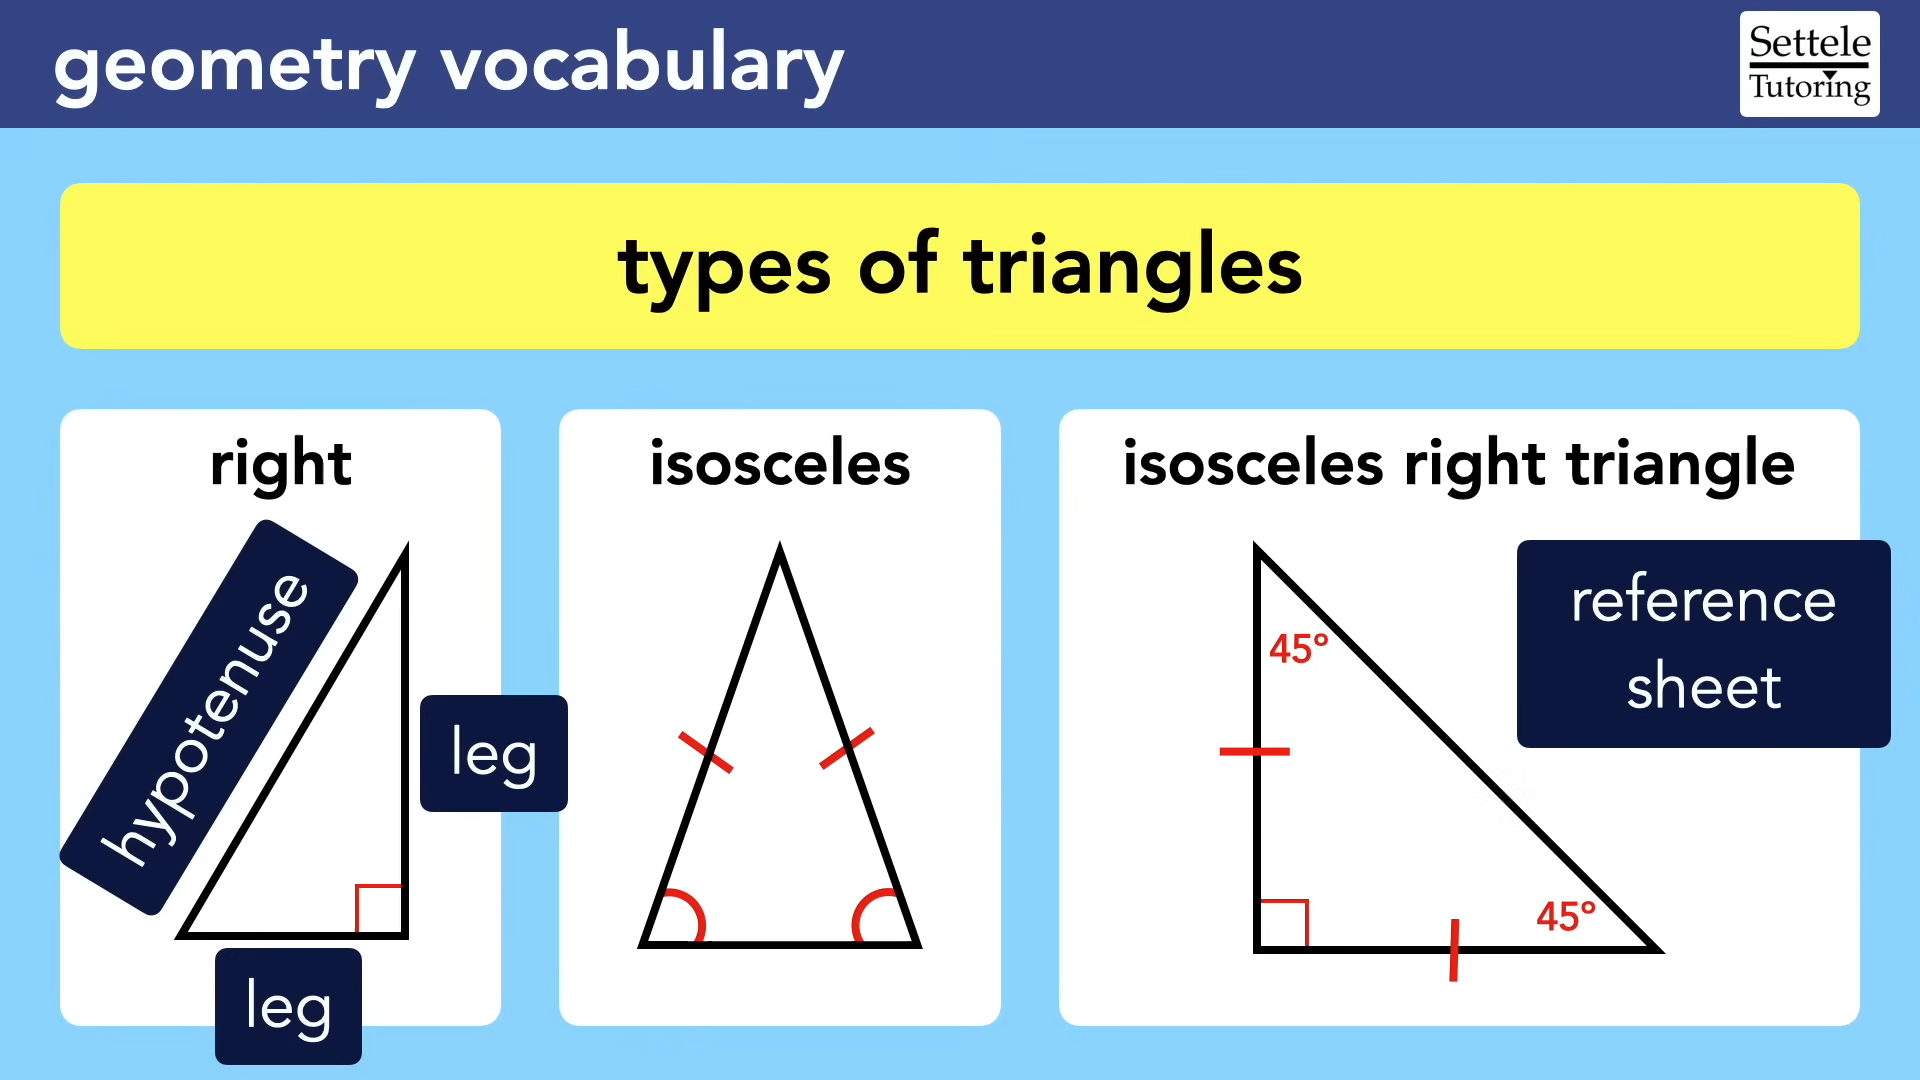 geometry vocabulary
Settele
Tutoring
types of triangles
right
hypotenuse
leg
leg
isosceles
isosceles right triangle
45°
45°
reference
sheet